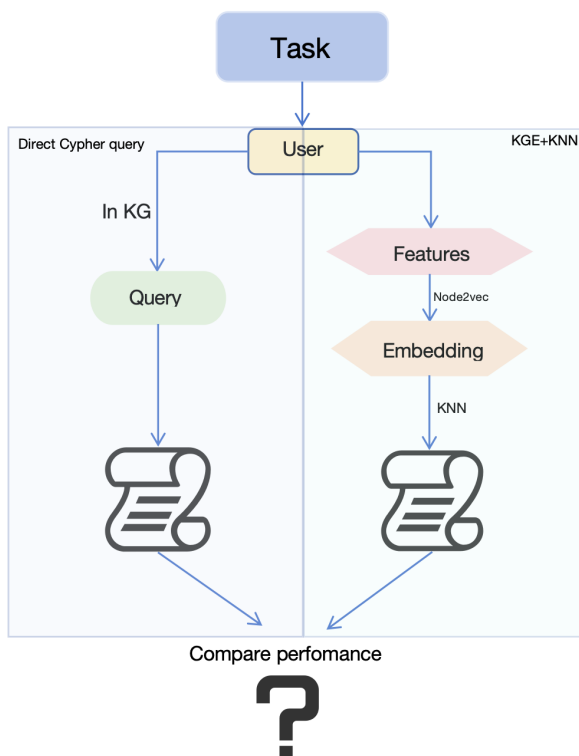 Task
Direct Cypher query
User
KGE+KNN
In KG
Features
Query
Node2vec
Embedding
KNN
Compare perfomance
?